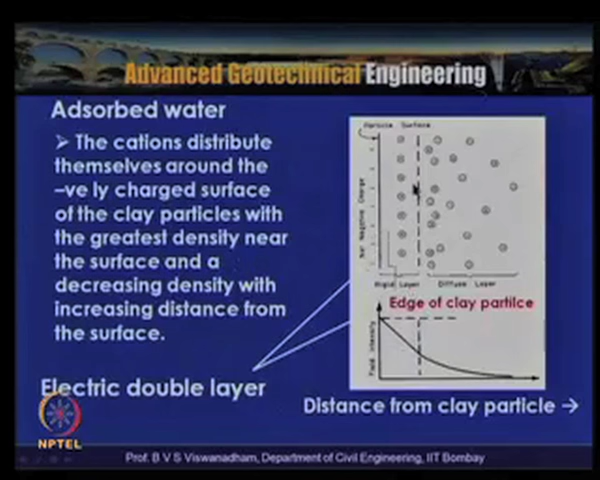 Advanced Geotechnical Engineering
Adsorbed water
➢ The cations distribute
themselves around the
–ve ly charged surface
of the clay particles with
the greatest density near
the surface and a
decreasing density with
increasing distance from
the surface.
Electric double layer
Particle Surface
Net Negative Charge
Rigid Layer
Diffuse Layer
Edge of clay partilce
Field Intensity
Distance from clay particle →
NPTEL
Prof. B V S Viswanadham, Department of Civil Engineering, IIT Bombay